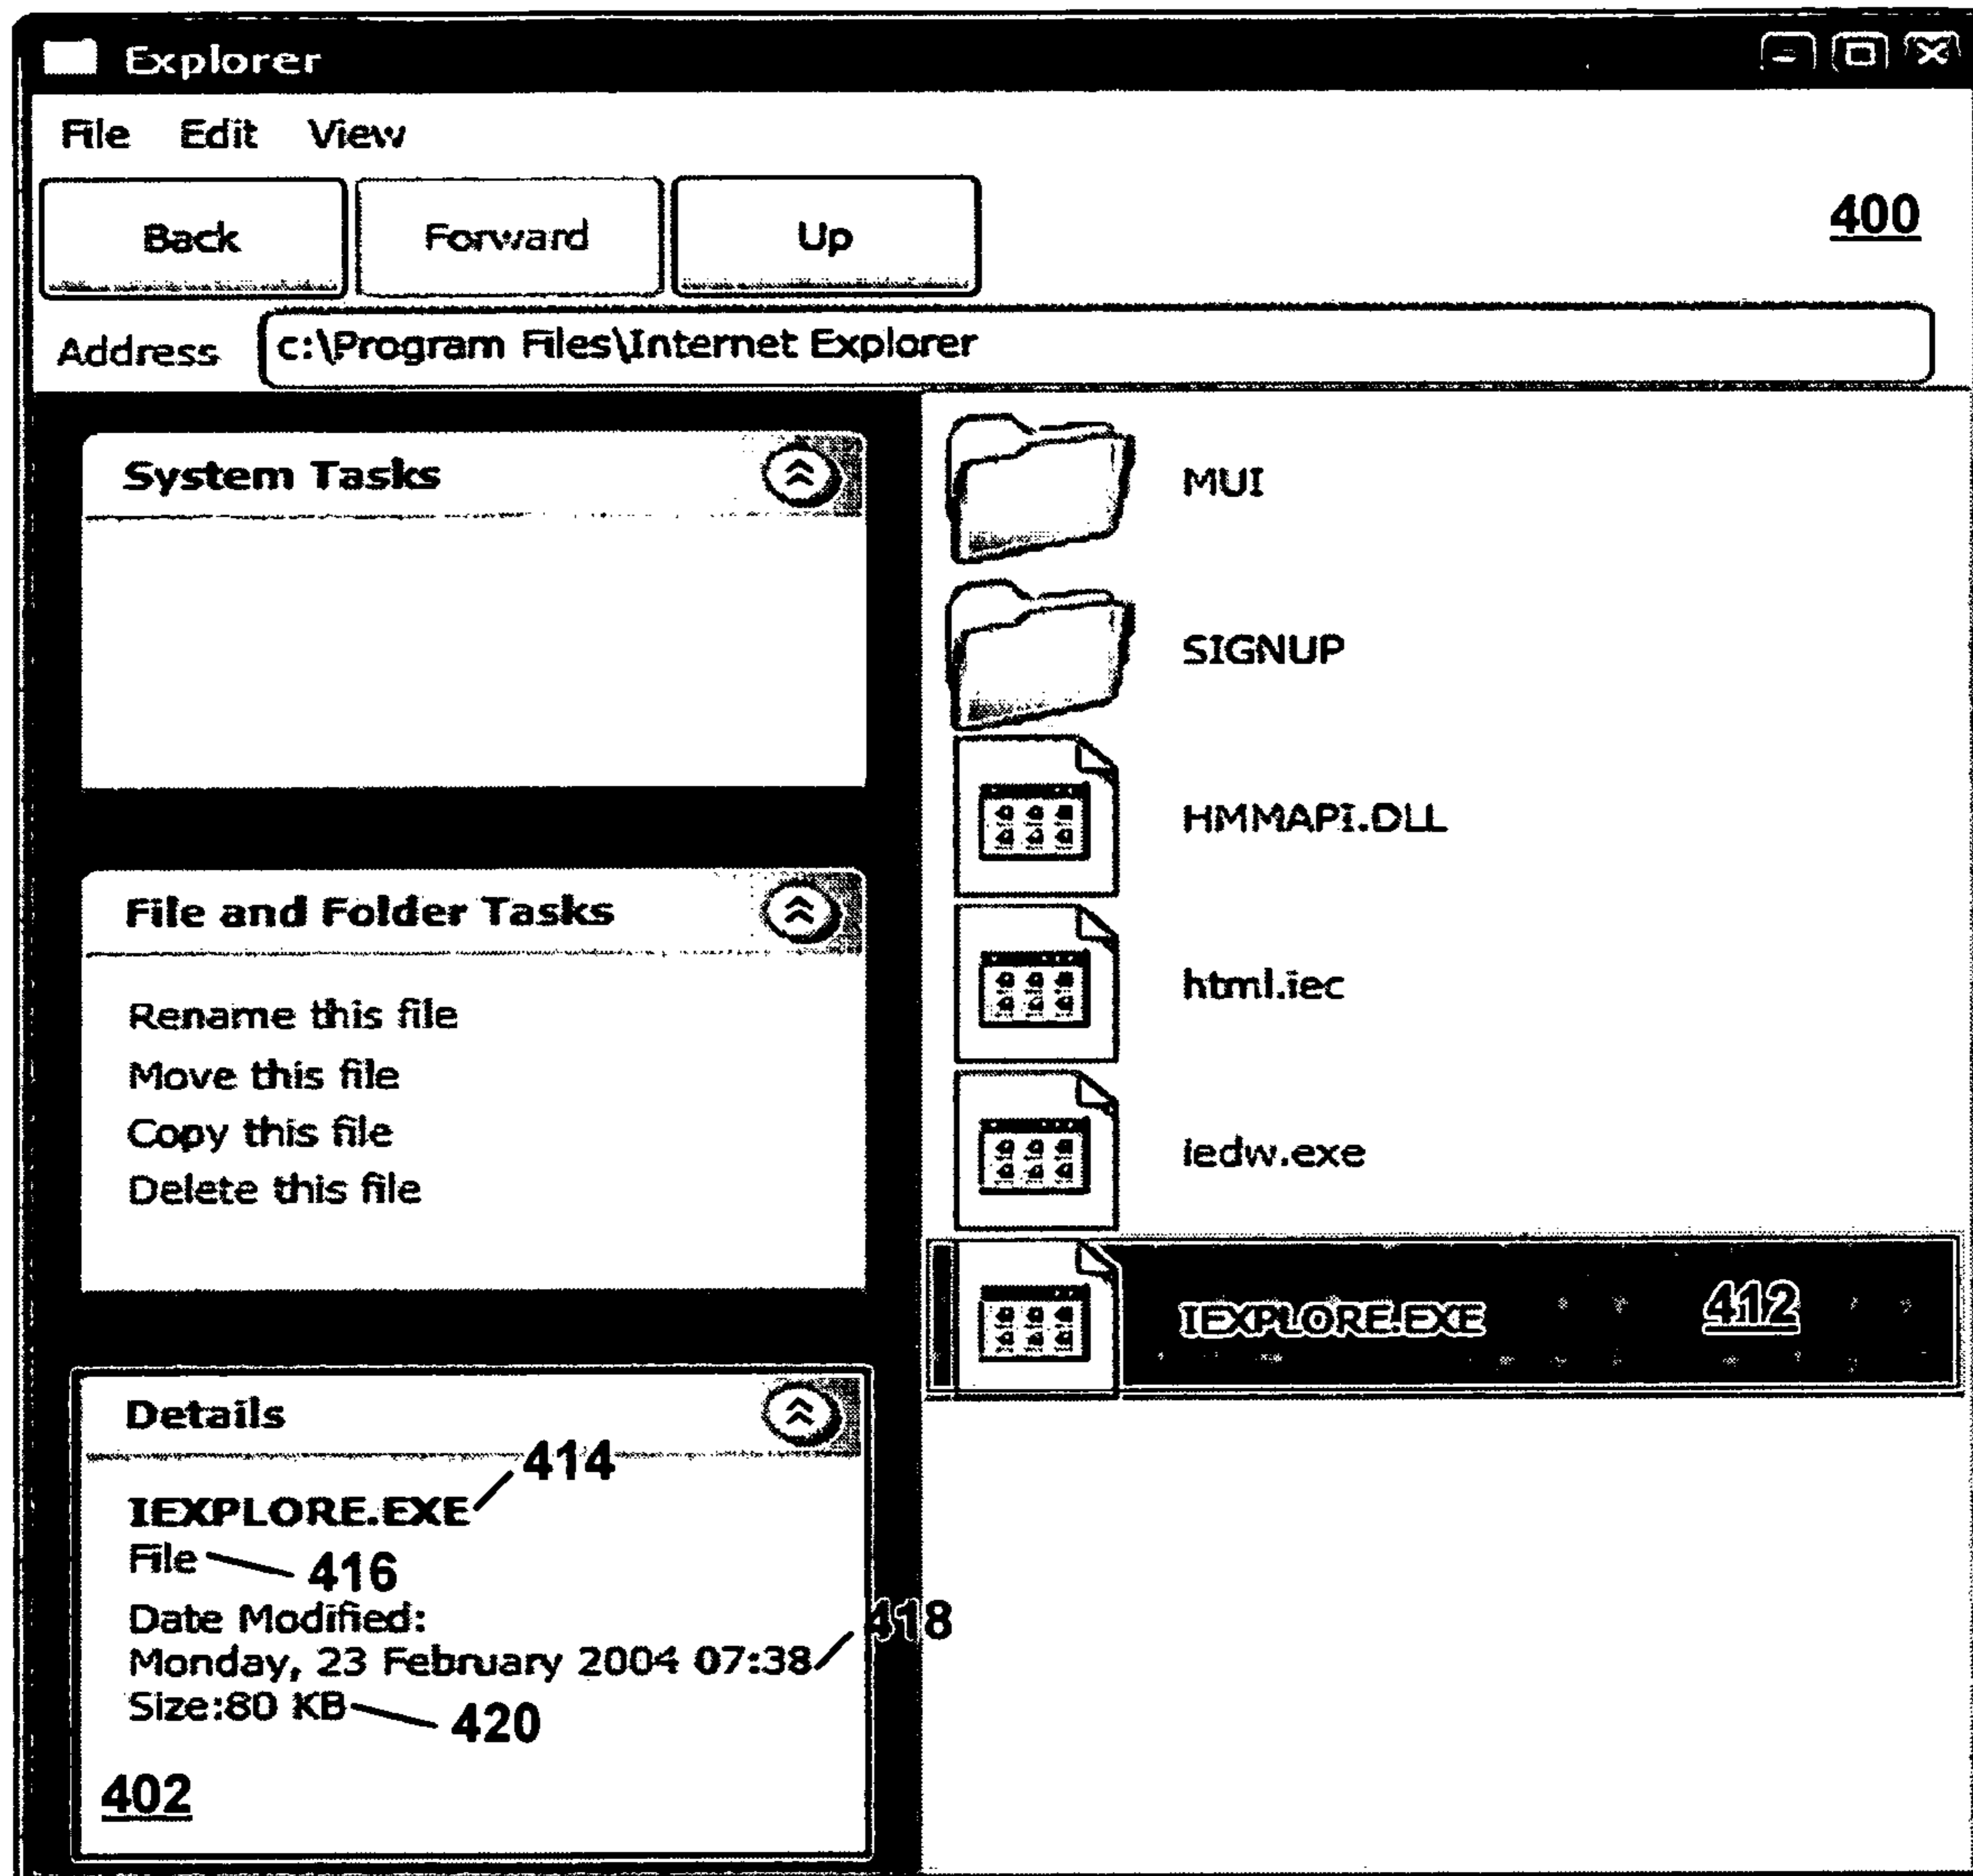 Explorer
File Edit View
Back Forward Up 400
Address c:\Program Files\Internet Explorer
System Tasks
File and Folder Tasks
Rename this file
Move this file
Copy this file
Delete this file
Details
414
IEXPLORE.EXE
File 416
Date Modified: 418
Monday, 23 February 2004 07:38
Size:80 KB 420
402
MUI
SIGNUP
HMMAPI.DLL
html.iec
iedw.exe
IEXPLORE.EXE 412